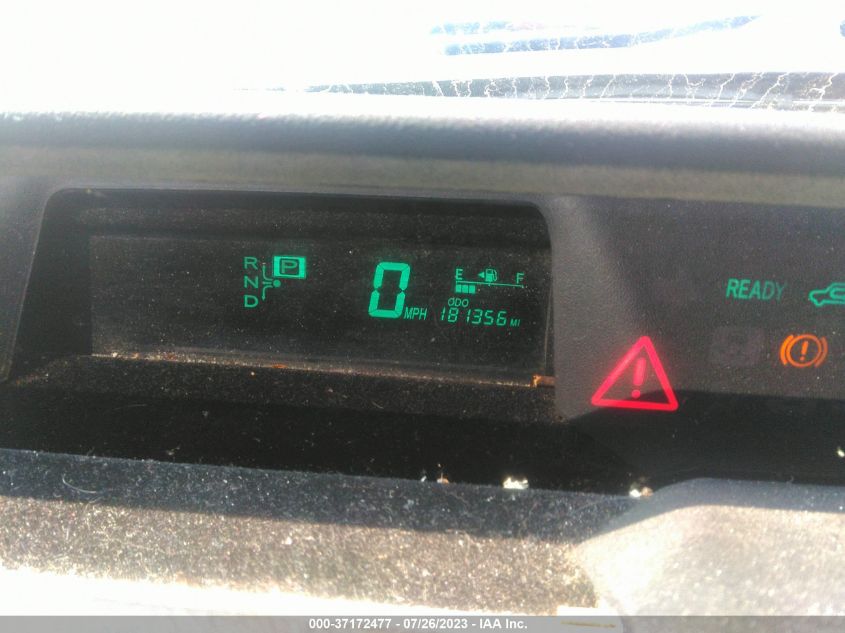 R
N
D
P
0 MPH
E F
ODO
181356 MI
READY
000-37172477 - 07/26/2023 - IAA Inc.